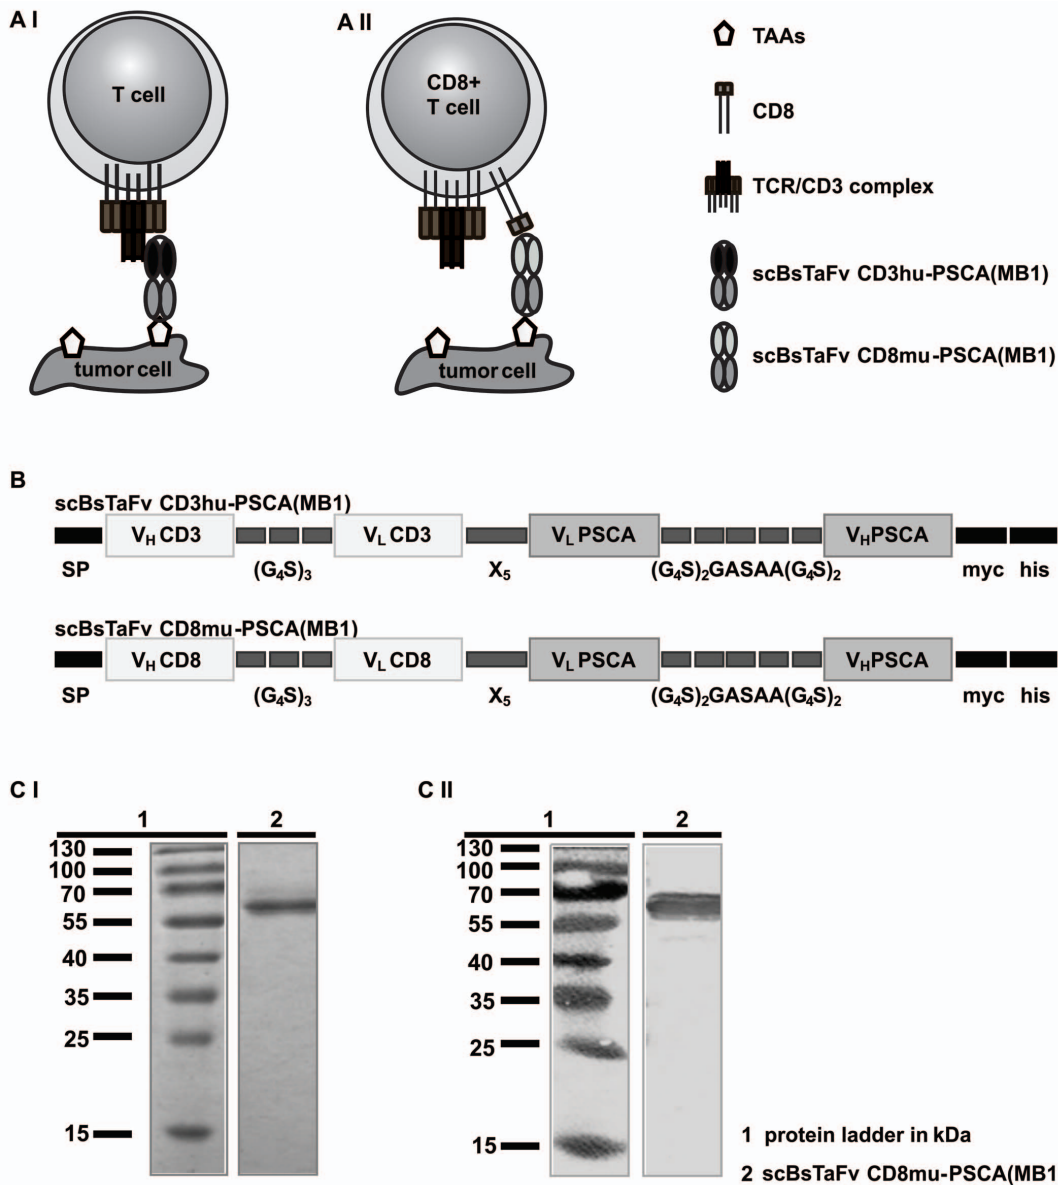 A I
A II
T cell
CD8+
T cell
tumor cell
tumor cell
TAAs
CD8
TCR/CD3 complex
scBsTaFv CD3hu-PSCA(MB1)
scBsTaFv CD8mu-PSCA(MB1)
B
scBsTaFv CD3hu-PSCA(MB1)
VH CD3 VL CD3 VL PSCA VHPSCA
SP (G4S)3 X5 (G4S)2GASAA(G4S)2 myc his
scBsTaFv CD8mu-PSCA(MB1)
VH CD8 VL CD8 VL PSCA VHPSCA
SP (G4S)3 X5 (G4S)2GASAA(G4S)2 myc his
C I
1 2
130
100
70
55
40
35
25
15
C II
1 2
130
100
70
55
40
35
25
15
1 protein ladder in kDa
2 scBsTaFv CD8mu-PSCA(MB1